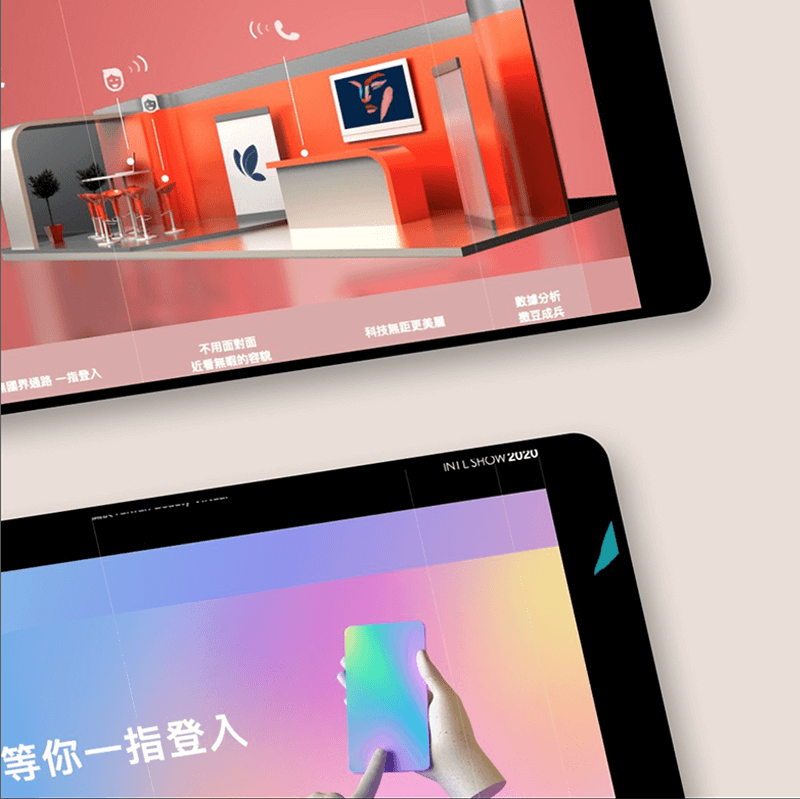 國界通路 一指登入
不用面對面
近看無暇的容貌
科技無距更美麗
數據分析
撒豆成兵
INT'L SHOW 2020
等你一指登入